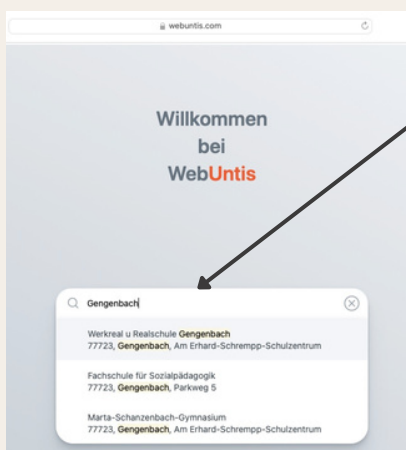 webuntis.com
Willkommen
bei
WebUntis
Gengenbach
Werkreal u Realschule Gengenbach
77723, Gengenbach, Am Erhard-Schrempp-Schulzentrum
Fachschule für Sozialpädagogik
77723, Gengenbach, Parkweg 5
Marta-Schanzenbach-Gymnasium
77723, Gengenbach, Am Erhard-Schrempp-Schulzentrum